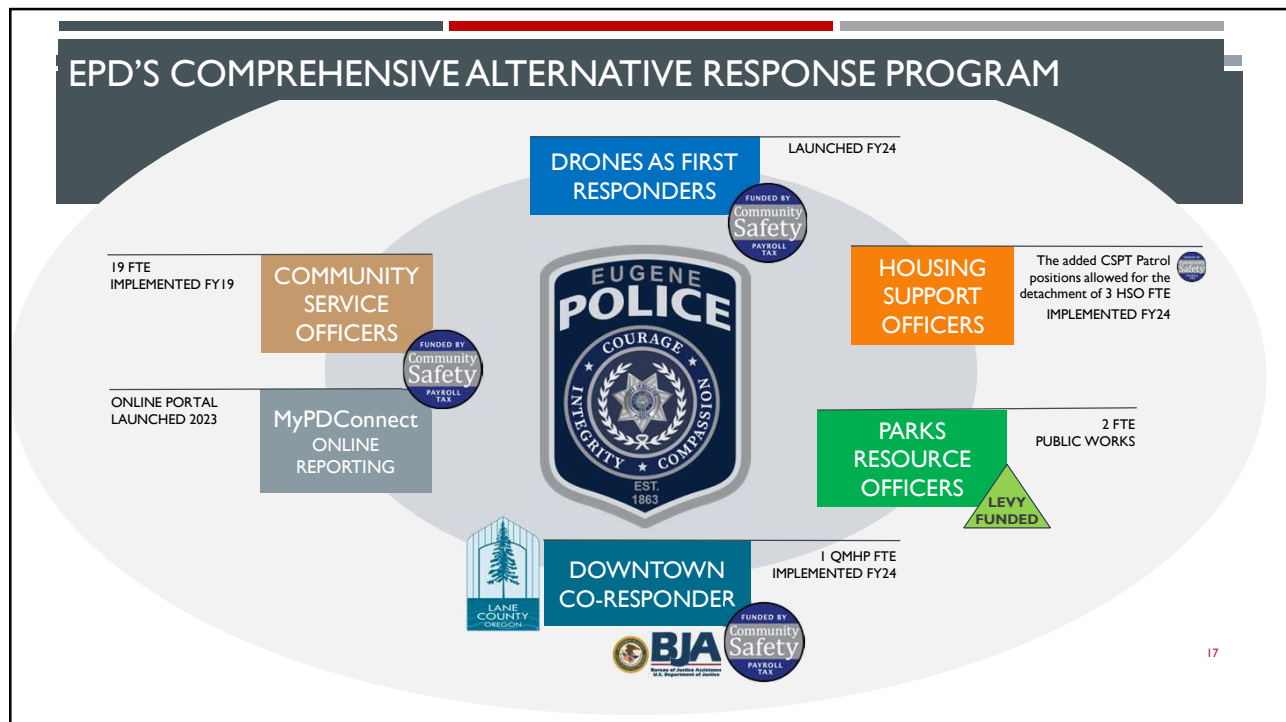 EPD'S COMPREHENSIVE ALTERNATIVE RESPONSE PROGRAM
DRONES AS FIRST
RESPONDERS
LAUNCHED FY24
FUNDED BY
Community
Safety
PAYROLL
TAX
19 FTE
IMPLEMENTED FY19
COMMUNITY
SERVICE
OFFICERS
FUNDED BY
Community
Safety
PAYROLL
TAX
ONLINE PORTAL
LAUNCHED 2023
MyPDConnect
ONLINE
REPORTING
EUGENE
POLICE
COURAGE
INTEGRITY
COMPASSION
EST.
1863
HOUSING
SUPPORT
OFFICERS
The added CSPT Patrol
positions allowed for the
detachment of 3 HSO FTE
IMPLEMENTED FY24
Community
Safety
PARKS
RESOURCE
OFFICERS
2 FTE
PUBLIC WORKS
LEVY
FUNDED
LANE
COUNTY
OREGON
DOWNTOWN
CO-RESPONDER
1 QMHP FTE
IMPLEMENTED FY24
BJA
Bureau of Justice Assistance
U.S. Department of Justice
FUNDED BY
Community
Safety
PAYROLL
TAX
17